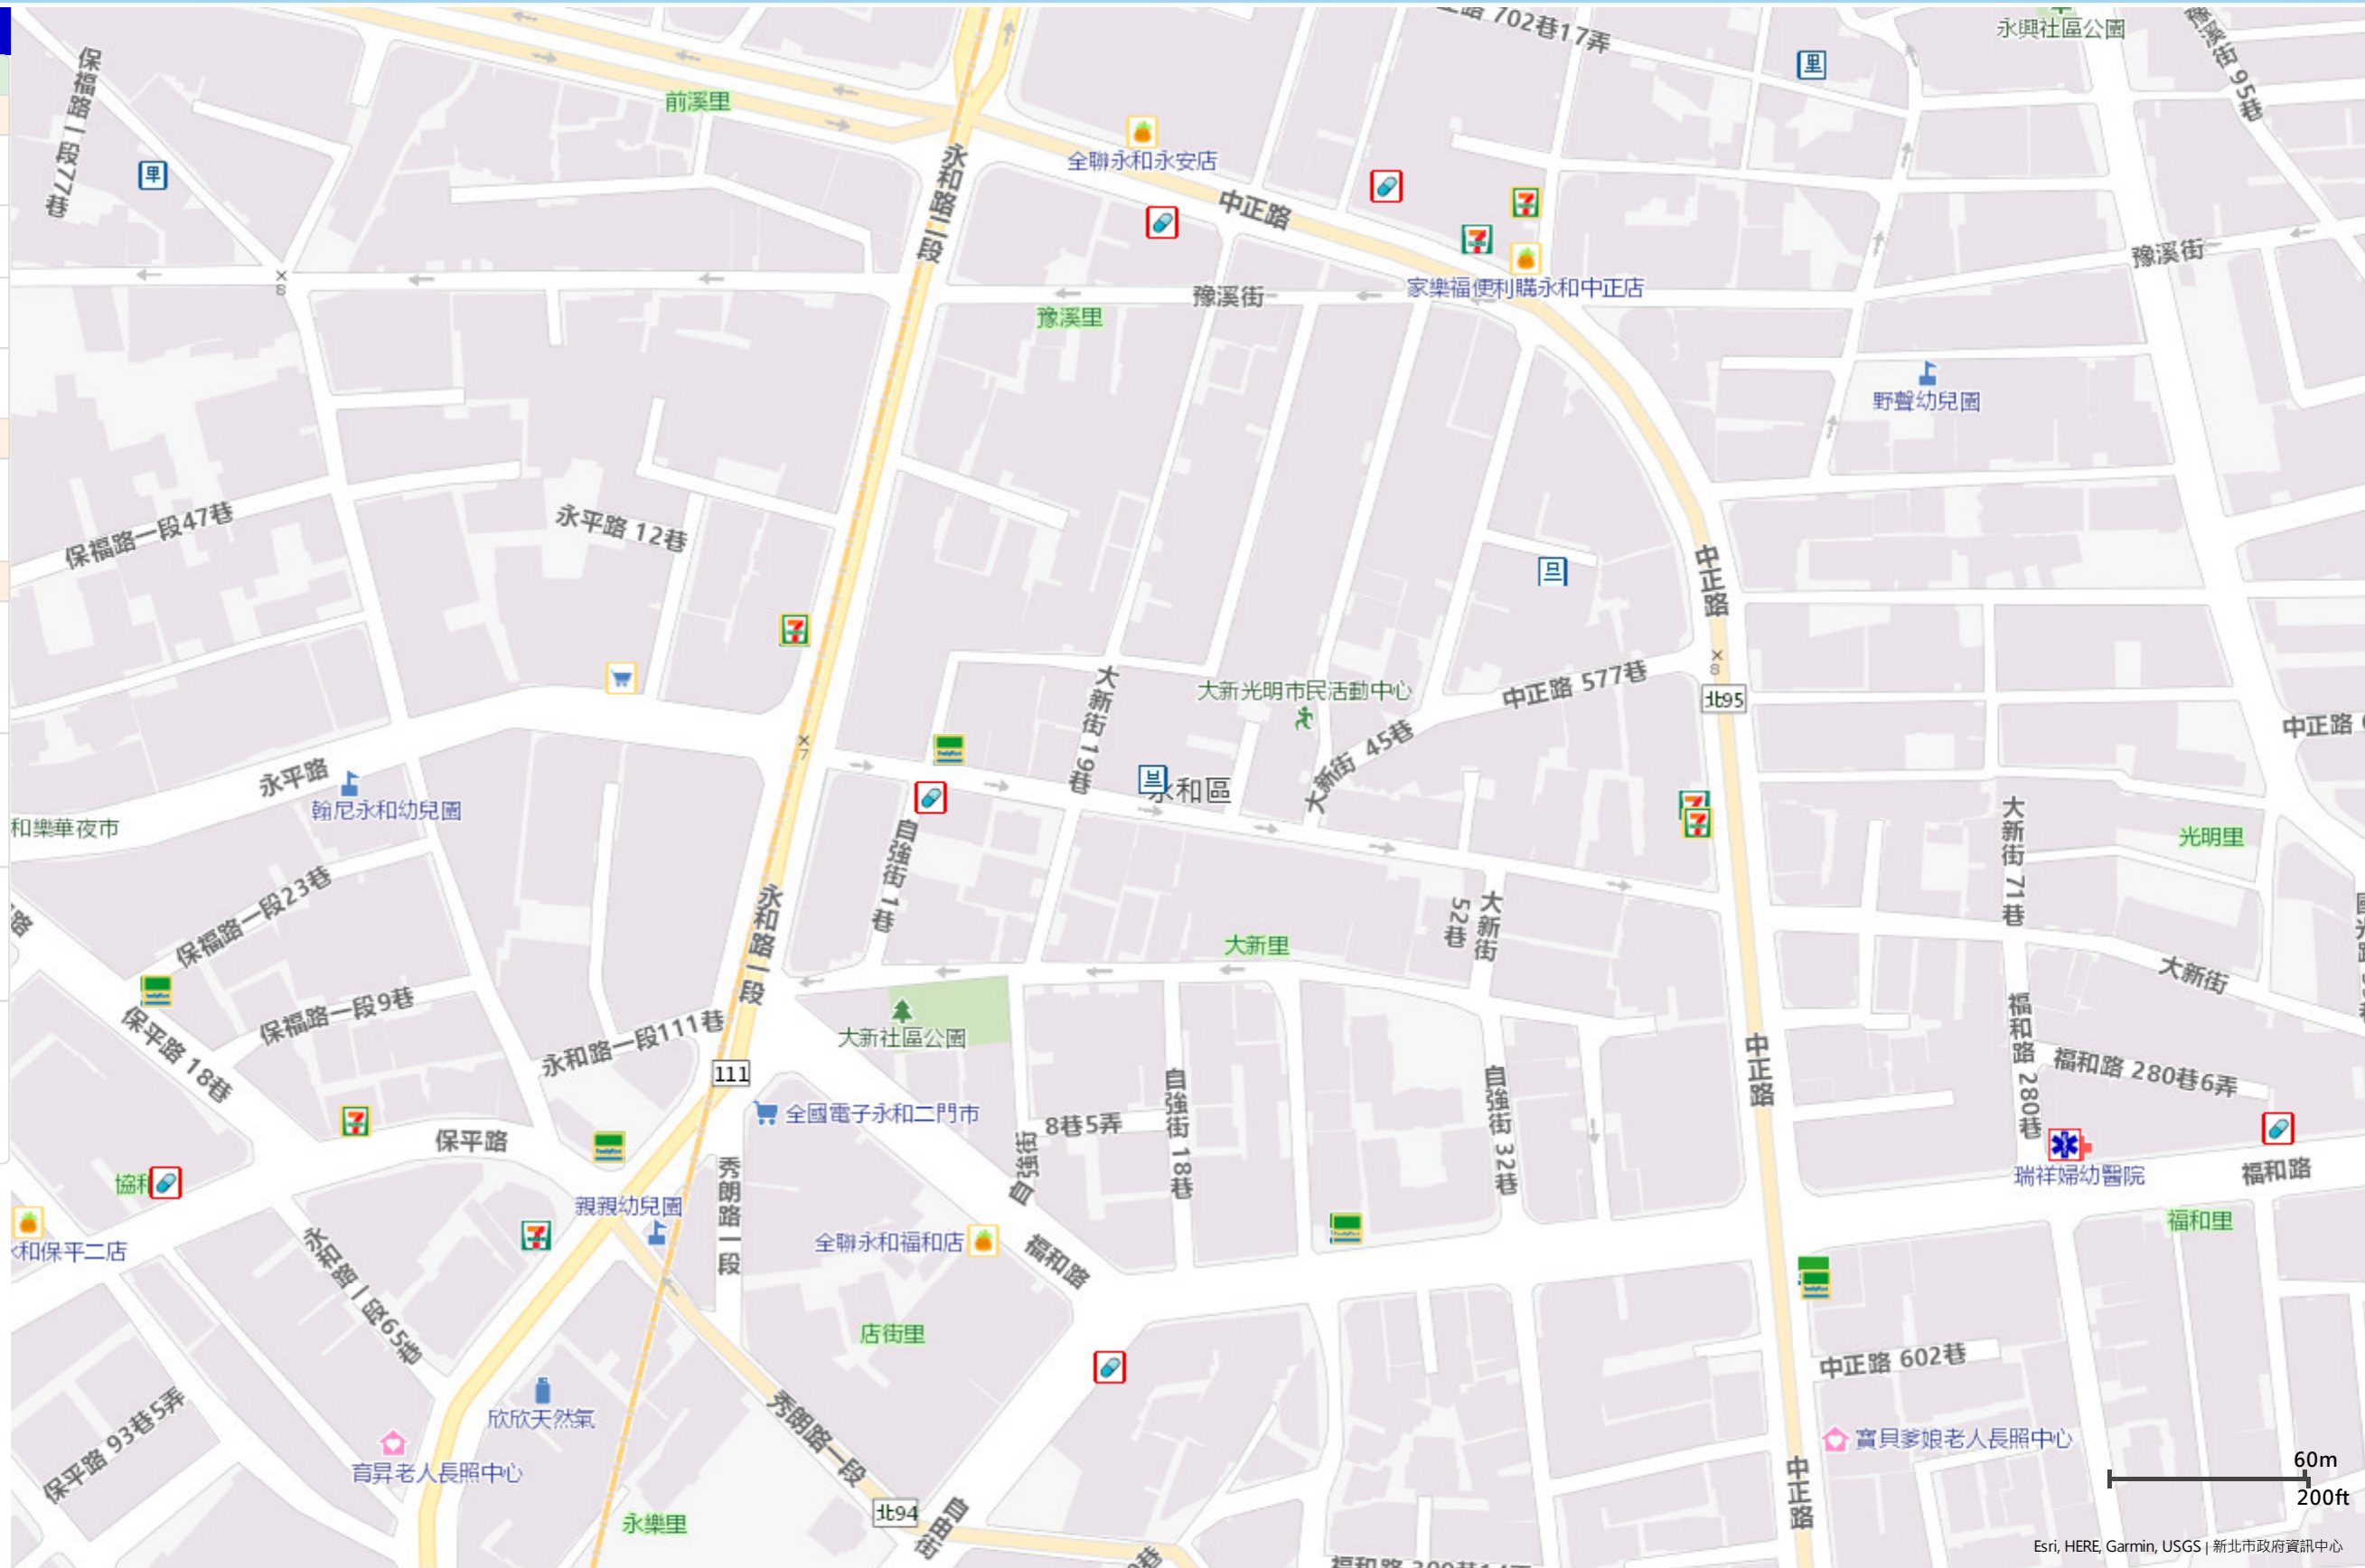 702巷17弄
永興社區公園
豫溪街 95巷
保福路一段77巷
里
前溪里
全聯永和永安店
永和路二段
中正路
豫溪街
豫溪街
家樂福便利購永和中正店
豫溪里
野聲幼兒園
保福路一段47巷
永平路 12巷
中正路
大新街 19巷
大新光明市民活動中心
中正路 577巷
北95
中正路
大新街 45巷
永平路
翰尼永和幼兒園
和樂華夜市
永和區
自強街 1巷
大新街 71巷
光明里
保福路一段23巷
永和路一段
大新街 52巷
大新里
大新街
保福路一段9巷
保平路 18巷
永和路一段111巷
大新社區公園
福和路 280巷
福和路 280巷6弄
中正路
111
全國電子永和二門市
8巷5弄
自強街 18巷
自強街 32巷
自強街
保平路
瑞祥婦幼醫院
福和路
協和
秀朗路一段
親親幼兒園
福和里
和保平二店
全聯永和福和店
福和路
永和路一段65巷
店街里
中正路 602巷
保平路 93巷5弄
欣欣天然氣
秀朗路一段
寶貝爹娘老人長照中心
育昇老人長照中心
60m
200ft
中正路
北94
自由街
永樂里
Esri, HERE, Garmin, USGS | 新北市政府資訊中心